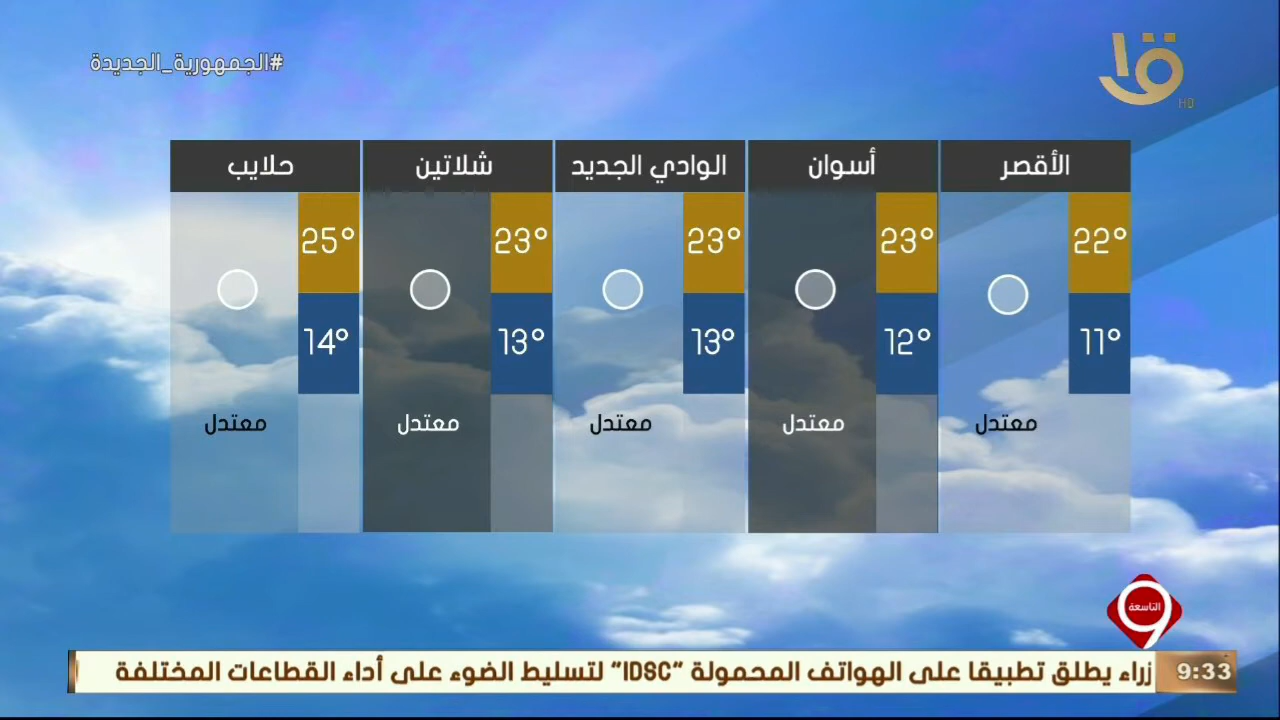 #الجمهورية_الجديدة
HD
الأقصر
أسوان
الوادي الجديد
شلاتين
حلايب
22°
23°
23°
23°
25°
11°
12°
13°
13°
14°
معتدل
معتدل
معتدل
معتدل
معتدل
التاسعة
9
9:33
زراء يطلق تطبيقا على الهواتف المحمولة "IDSC" لتسليط الضوء على أداء القطاعات المختلفة